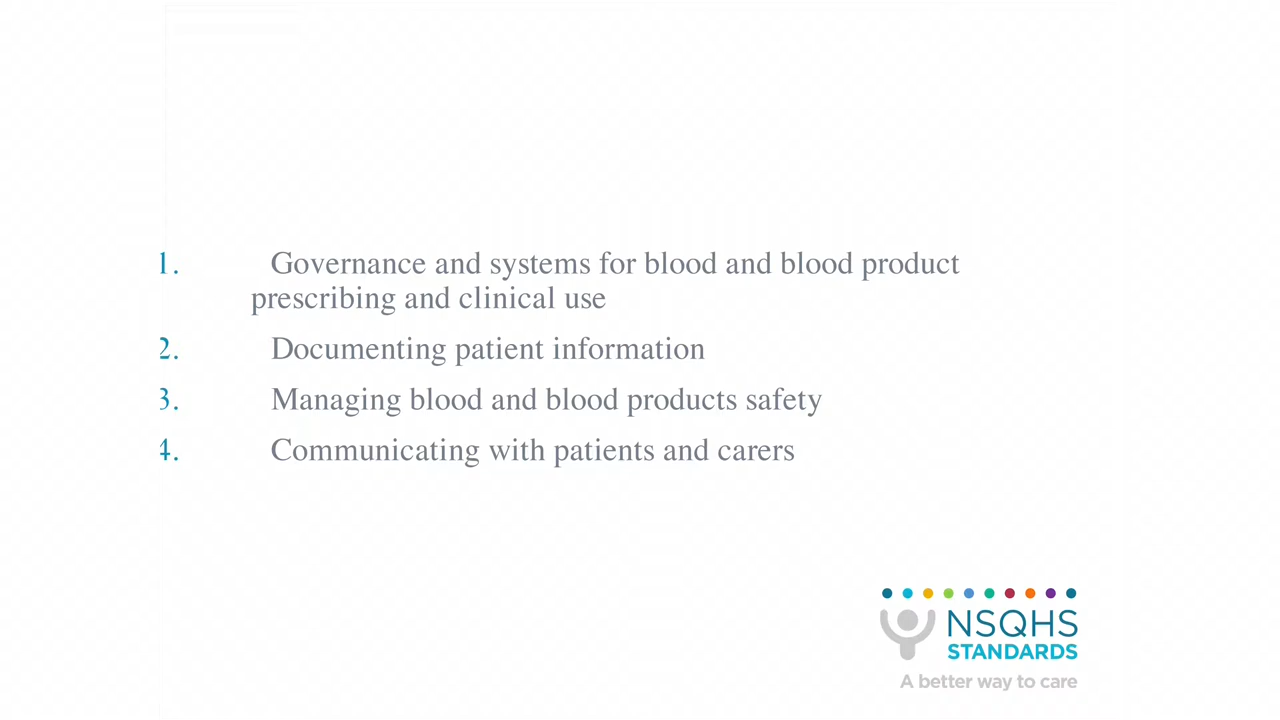 1. Governance and systems for blood and blood product
prescribing and clinical use
2. Documenting patient information
3. Managing blood and blood products safety
4. Communicating with patients and carers
NSQHS
STANDARDS
A better way to care